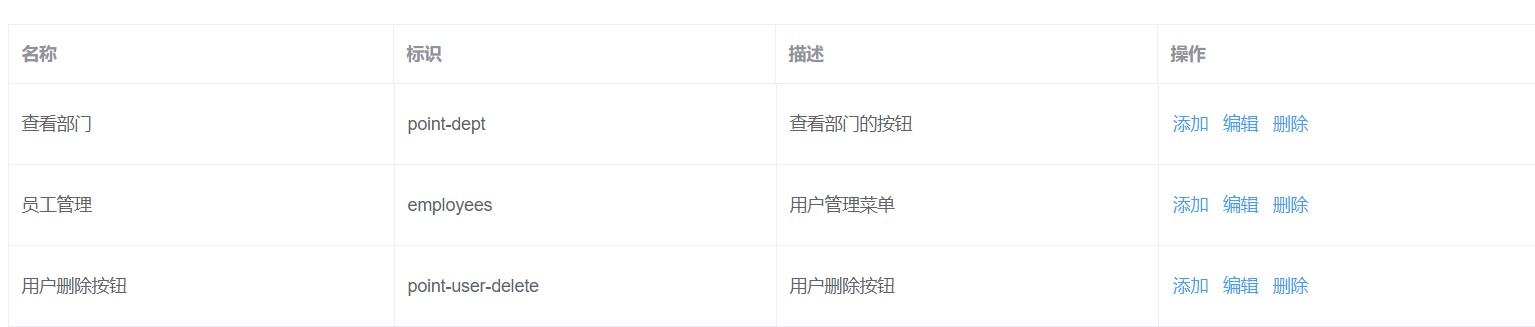 名称 标识 描述 操作
查看部门 point-dept 查看部门的按钮 添加 编辑 删除
员工管理 employees 用户管理菜单 添加 编辑 删除
用户删除按钮 point-user-delete 用户删除按钮 添加 编辑 删除